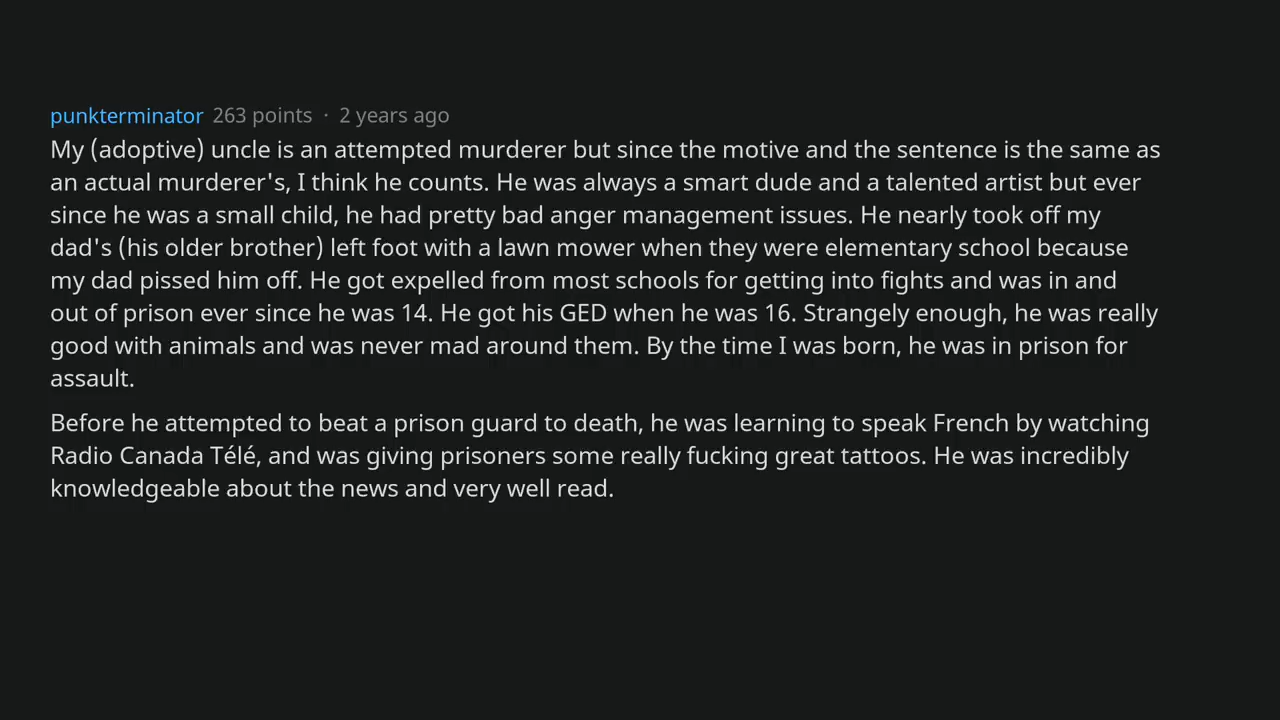 punkterminator 263 points · 2 years ago
My (adoptive) uncle is an attempted murderer but since the motive and the sentence is the same as
an actual murderer's, I think he counts. He was always a smart dude and a talented artist but ever
since he was a small child, he had pretty bad anger management issues. He nearly took off my
dad's (his older brother) left foot with a lawn mower when they were elementary school because
my dad pissed him off. He got expelled from most schools for getting into fights and was in and
out of prison ever since he was 14. He got his GED when he was 16. Strangely enough, he was really
good with animals and was never mad around them. By the time I was born, he was in prison for
assault.
Before he attempted to beat a prison guard to death, he was learning to speak French by watching
Radio Canada Télé, and was giving prisoners some really fucking great tattoos. He was incredibly
knowledgeable about the news and very well read.